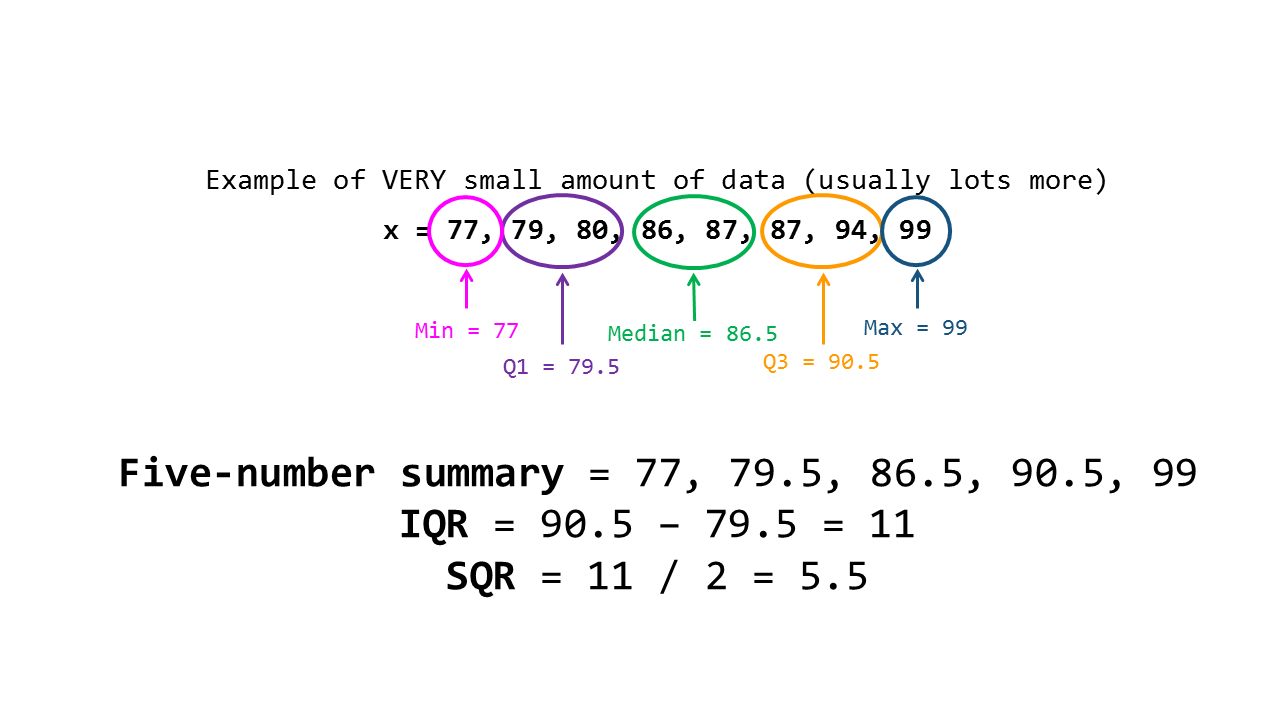 Example of VERY small amount of data (usually lots more)
x = 77, 79, 80, 86, 87, 87, 94, 99
Min = 77
Q1 = 79.5
Median = 86.5
Q3 = 90.5
Max = 99
Five-number summary = 77, 79.5, 86.5, 90.5, 99
IQR = 90.5 – 79.5 = 11
SQR = 11 / 2 = 5.5